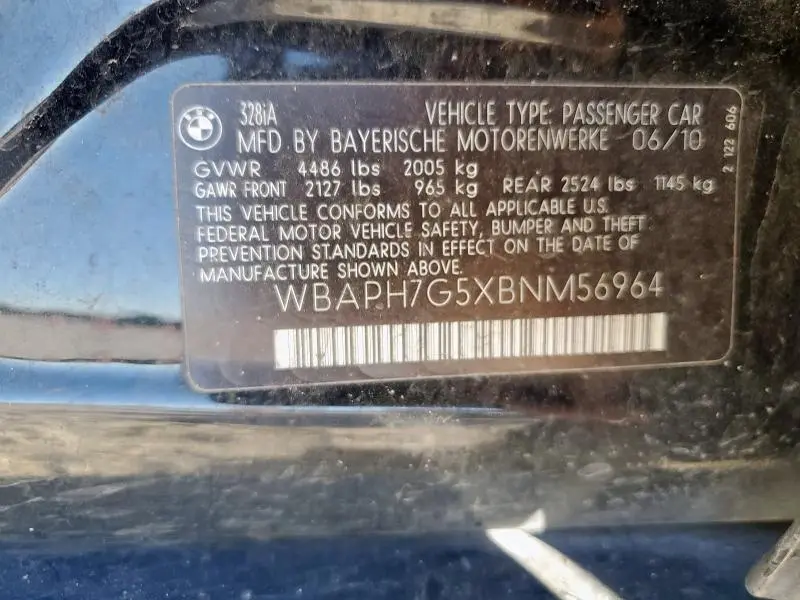 328iA VEHICLE TYPE: PASSENGER CAR
MFD BY BAYERISCHE MOTORENWERKE 06/10
GVWR 4486 lbs 2005 kg
GAWR FRONT 2127 lbs 965 kg REAR 2524 lbs 1145 kg
THIS VEHICLE CONFORMS TO ALL APPLICABLE U.S.
FEDERAL MOTOR VEHICLE SAFETY, BUMPER AND THEFT
PREVENTION STANDARDS IN EFFECT ON THE DATE OF
MANUFACTURE SHOWN ABOVE.
WBAPH7G5XBNM56964
2 122 606